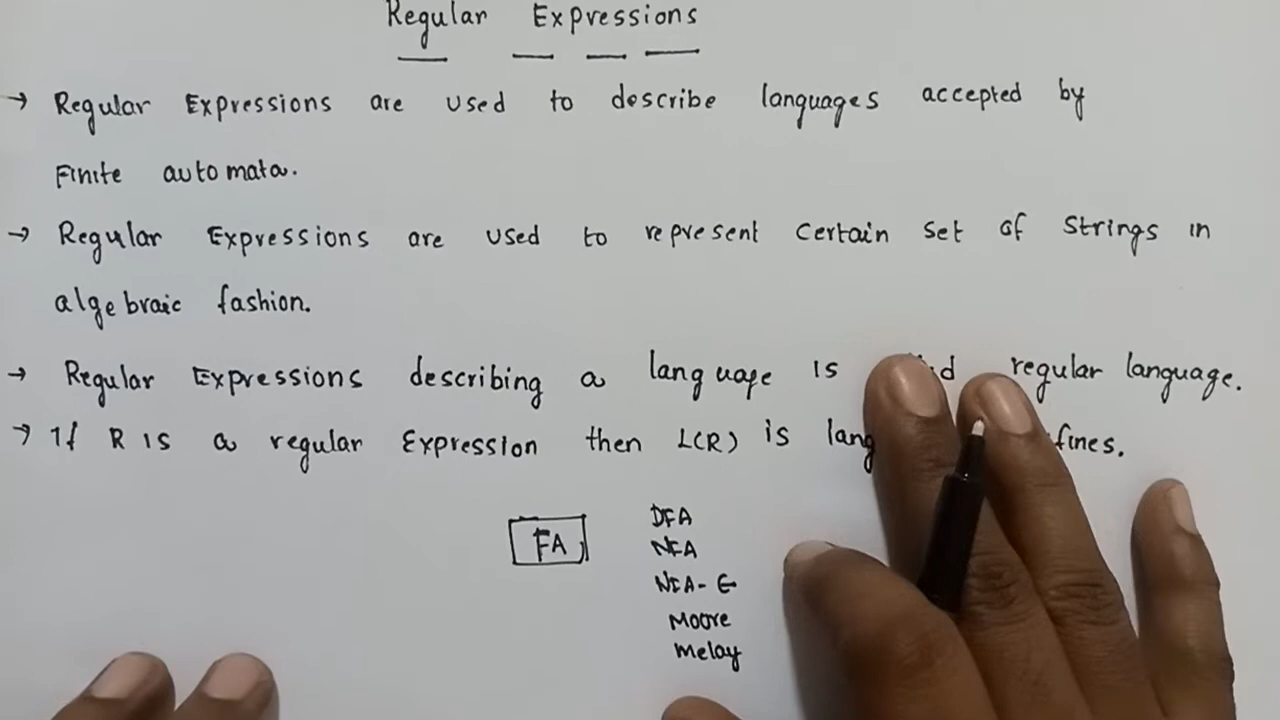 Regular Expressions
→ Regular Expressions are used to describe languages accepted by
Finite automata.
→ Regular Expressions are used to represent certain set of strings in
algebraic fashion.
→ Regular Expressions describing a language is regular language.
→ If R is a regular Expression then L(R) is
FA
DFA
NFA
NFA-ε
Moore
Melay